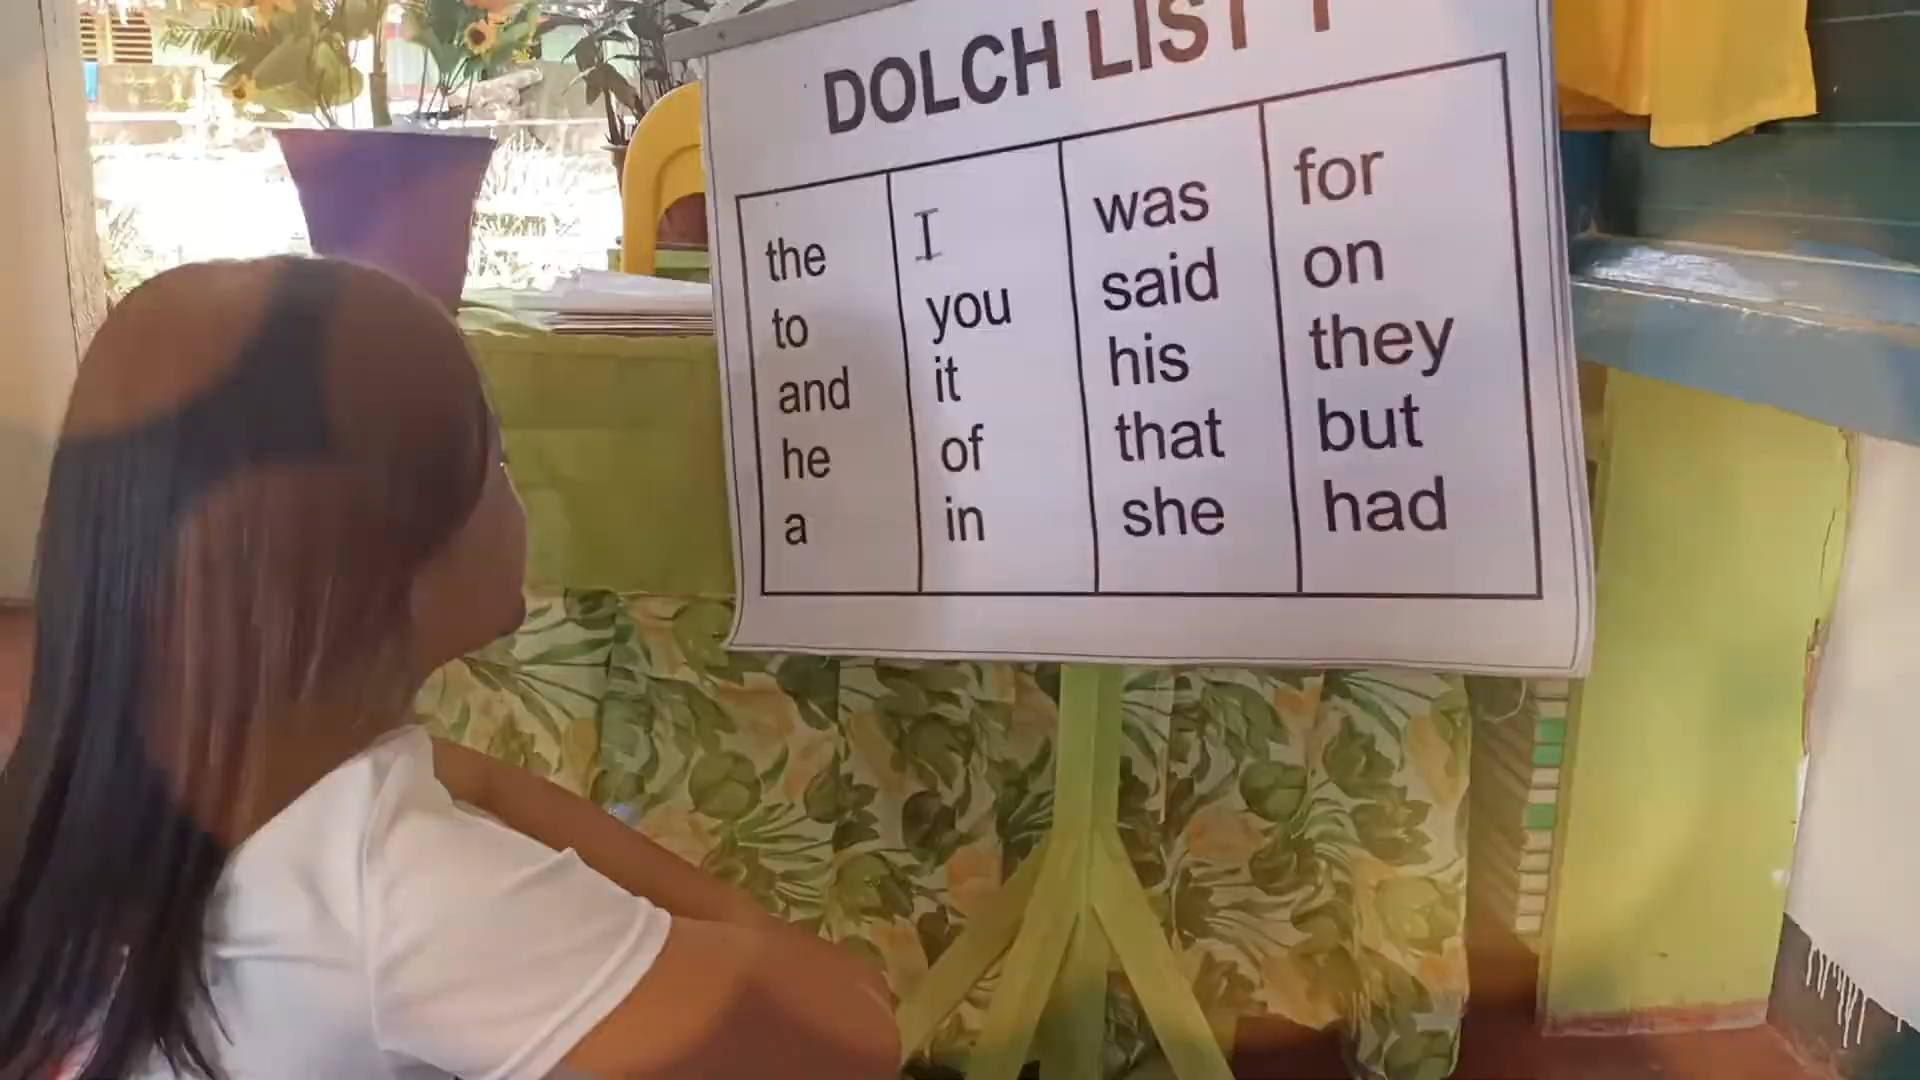 DOLCH LIST 1
the
to
and
he
a
I
you
it
of
in
was
said
his
that
she
for
on
they
but
had